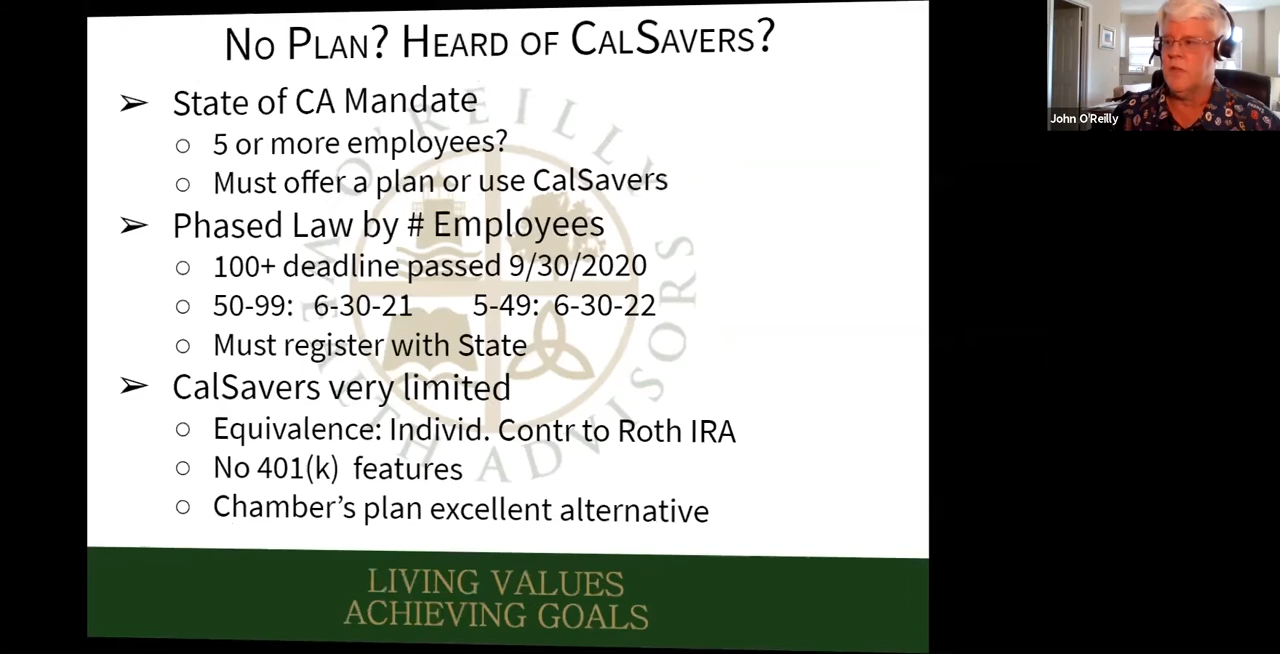 NO PLAN? HEARD OF CALSAVERS?
➢ State of CA Mandate
○ 5 or more employees?
○ Must offer a plan or use CalSavers
➢ Phased Law by # Employees
○ 100+ deadline passed 9/30/2020
○ 50-99: 6-30-21 5-49: 6-30-22
○ Must register with State
➢ CalSavers very limited
○ Equivalence: Individ. Contr to Roth IRA
○ No 401(k) features
○ Chamber's plan excellent alternative
O'REILLY WEALTH ADVISORS
LIVING VALUES
ACHIEVING GOALS
John O'Reilly